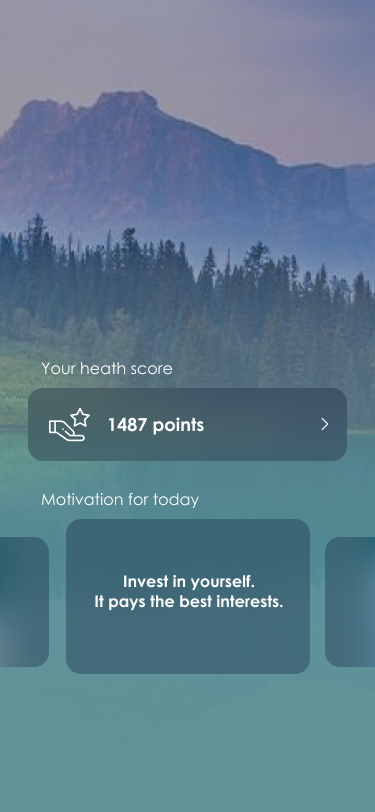 Your heath score
1487 points
Motivation for today
Invest in yourself.
It pays the best interests.